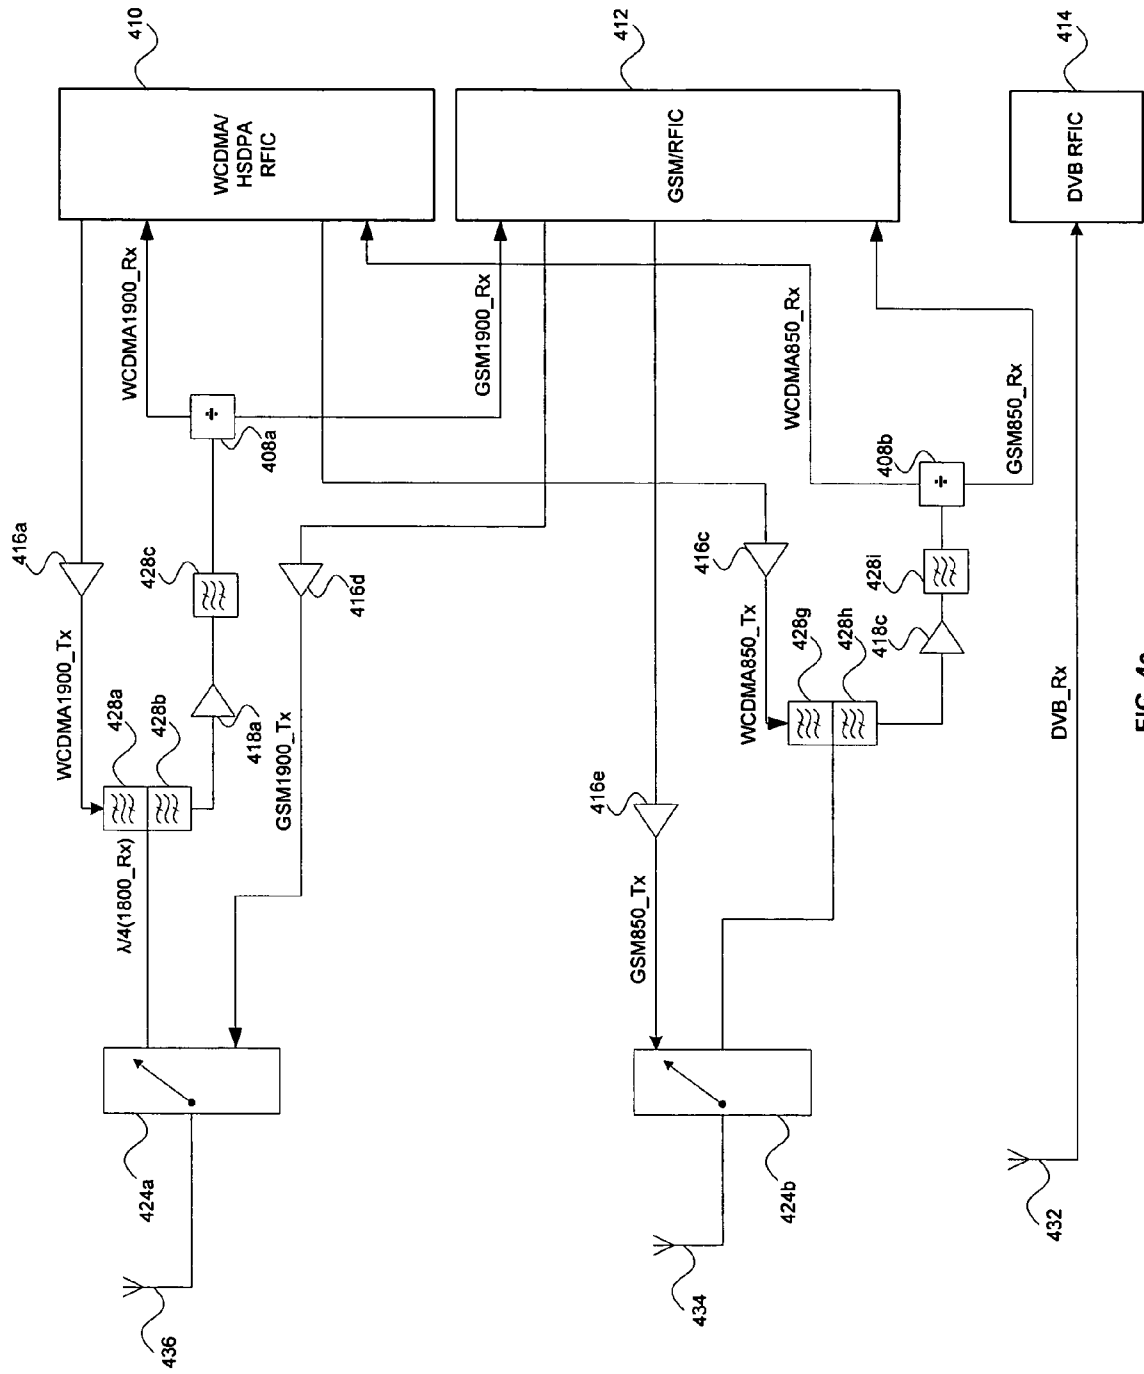 410
412
414
WCDMA/
HSDPA
RFIC
GSM/RFIC
DVB RFIC
WCDMA1900_Rx
GSM1900_Rx
WCDMA850_Rx
GSM850_Rx
÷
408a
÷
408b
416a
428c
416d
416c
428i
418c
WCDMA1900_Tx
428a
428b
418a
GSM1900_Tx
WCDMA850_Tx
428g
428h
416e
λ/4(1800_Rx)
GSM850_Tx
DVB_Rx
424a
424b
436
434
432